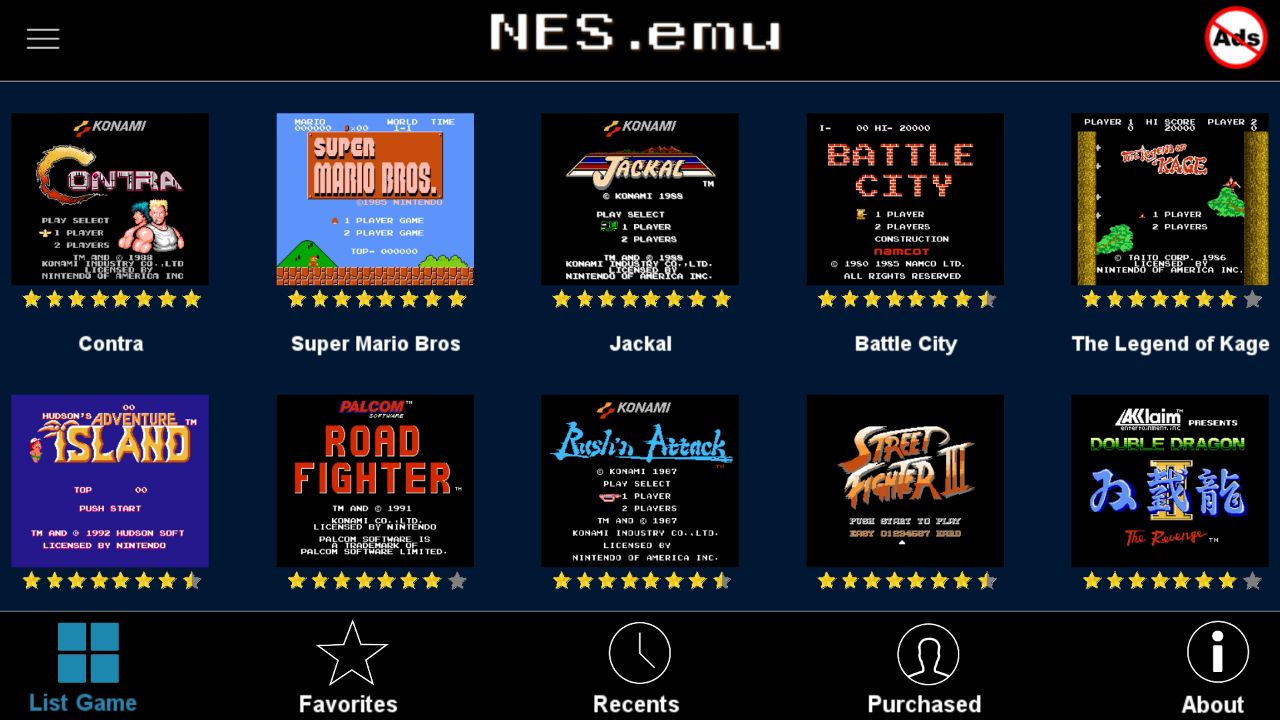 NES.emu
Ads
KONAMI
CONTRA
PLAY SELECT
1 PLAYER
2 PLAYERS
TM AND © 1988
KONAMI INDUSTRY CO.,LTD
LICENSED BY
NINTENDO OF AMERICA INC
MARIO WORLD TIME
000000 x00 1-1
SUPER
MARIO BROS.
©1985 NINTENDO
1 PLAYER GAME
2 PLAYER GAME
TOP- 000000
KONAMI
JACKAL
TM
© KONAMI 1988
PLAY SELECT
1 PLAYER
2 PLAYERS
TM AND © 1988
KONAMI INDUSTRY CO.,LTD.
LICENSED BY
NINTENDO OF AMERICA INC.
I- 00 HI- 20000
BATTLE
CITY
1 PLAYER
2 PLAYERS
CONSTRUCTION
namcot
© 1980 1985 NAMCO LTD.
ALL RIGHTS RESERVED
PLAYER 1 HI SCORE PLAYER 2
0 20000 0
THE LEGEND OF
KAGE
1 PLAYER
2 PLAYERS
© TAITO CORP. 1986
LICENSED BY
NINTENDO OF AMERICA INC.
Contra
Super Mario Bros
Jackal
Battle City
The Legend of Kage
00
HUDSON'S ADVENTURE
ISLAND TM
TOP 00
PUSH START
TM AND © 1992 HUDSON SOFT
LICENSED BY NINTENDO
PALCOM TM
SOFTWARE
ROAD
FIGHTER TM
TM AND © 1991
KONAMI CO.,LTD.
LICENSED BY NINTENDO
PALCOM SOFTWARE IS
A TRADEMARK OF
PALCOM SOFTWARE LIMITED.
KONAMI
Rush'n Attack
TM
© KONAMI 1987
PLAY SELECT
1 PLAYER
2 PLAYERS
TM AND © 1987
KONAMI INDUSTRY CO.,LTD.
LICENSED BY
NINTENDO OF AMERICA INC.
STREET
FIGHTER III
PUSH START TO PLAY
EASY 01234567 HARD
AKklaim TM PRESENTS
entertainment, inc
DOUBLE DRAGON
双截龍
II
The Revenge TM
List Game
Favorites
Recents
Purchased
About